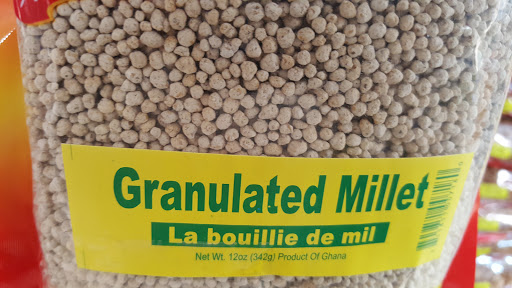 Granulated Millet
La bouillie de mil
Net Wt. 12oz (342g) Product Of Ghana